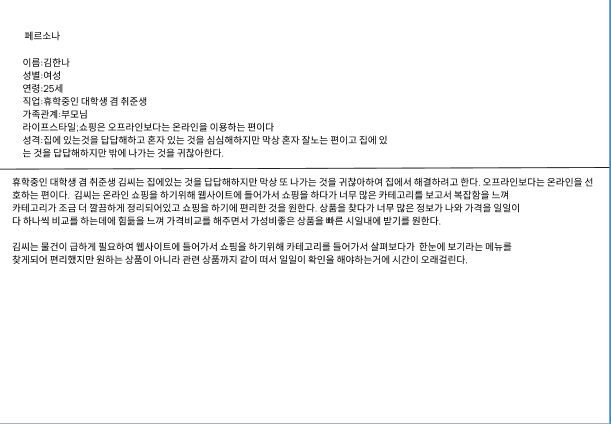 페르소나
이름:김한나
성별:여성
연령:25세
직업:휴학중인 대학생 겸 취준생
가족관계:부모님
라이프스타일;쇼핑은 오프라인보다는 온라인을 이용하는 편이다
성격:집에 있는것을 답답해하고 혼자 있는 것을 심심해하지만 막상 혼자 잘노는 편이고 집에 있
는 것을 답답해하지만 밖에 나가는 것을 귀찮아한다.
휴학중인 대학생 겸 취준생 김씨는 집에있는 것을 답답해하지만 막상 또 나가는 것을 귀찮아하여 집에서 해결하려고 한다. 오프라인보다는 온라인을 선
호하는 편이다. 김씨는 온라인 쇼핑을 하기위해 웹사이트에 들어가서 쇼핑을 하다가 너무 많은 카테고리를 보고서 복잡함을 느껴
카테고리가 조금 더 깔끔하게 정리되어있고 쇼핑을 하기에 편리한 것을 원한다. 상품을 찾다가 너무 많은 정보가 나와 가격을 일일이
다 하나씩 비교를 하는데에 힘듦을 느껴 가격비교를 해주면서 가성비좋은 상품을 빠른 시일내에 받기를 원한다.
김씨는 물건이 급하게 필요하여 웹사이트에 들어가서 쇼핑을 하기위해 카테고리를 들어가서 살펴보다가 한눈에 보기라는 메뉴를
찾게되어 편리했지만 원하는 상품이 아니라 관련 상품까지 같이 떠서 일일이 확인을 해야하는거에 시간이 오래걸린다.